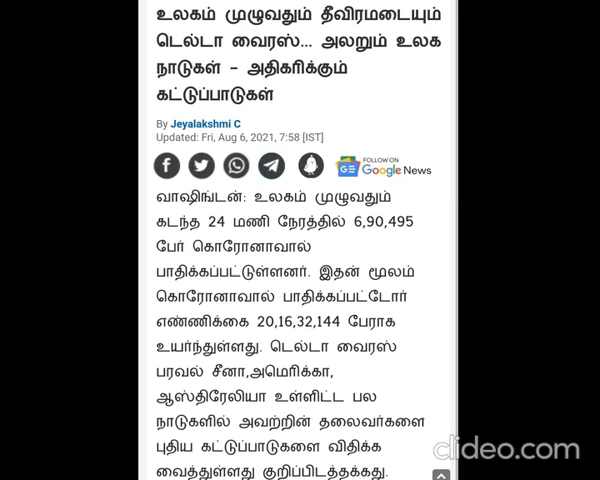 உலகம் முழுவதும் தீவிரமடையும்
டெல்டா வைரஸ்... அலறும் உலக
நாடுகள் - அதிகரிக்கும்
கட்டுப்பாடுகள்
By Jeyalakshmi C
Updated: Fri, Aug 6, 2021, 7:58 [IST]
FOLLOW ON
Google News
வாஷிங்டன்: உலகம் முழுவதும்
கடந்த 24 மணி நேரத்தில் 6,90,495
பேர் கொரோனாவால்
பாதிக்கப்பட்டுள்ளனர். இதன் மூலம்
கொரோனாவால் பாதிக்கப்பட்டோர்
எண்ணிக்கை 20,16,32,144 பேராக
உயர்ந்துள்ளது. டெல்டா வைரஸ்
பரவல் சீனா,அமெரிக்கா,
ஆஸ்திரேலியா உள்ளிட்ட பல
நாடுகளில் அவற்றின் தலைவர்களை
புதிய கட்டுப்பாடுகளை விதிக்க
வைத்துள்ளது குறிப்பிடத்தக்கது.
clideo.com